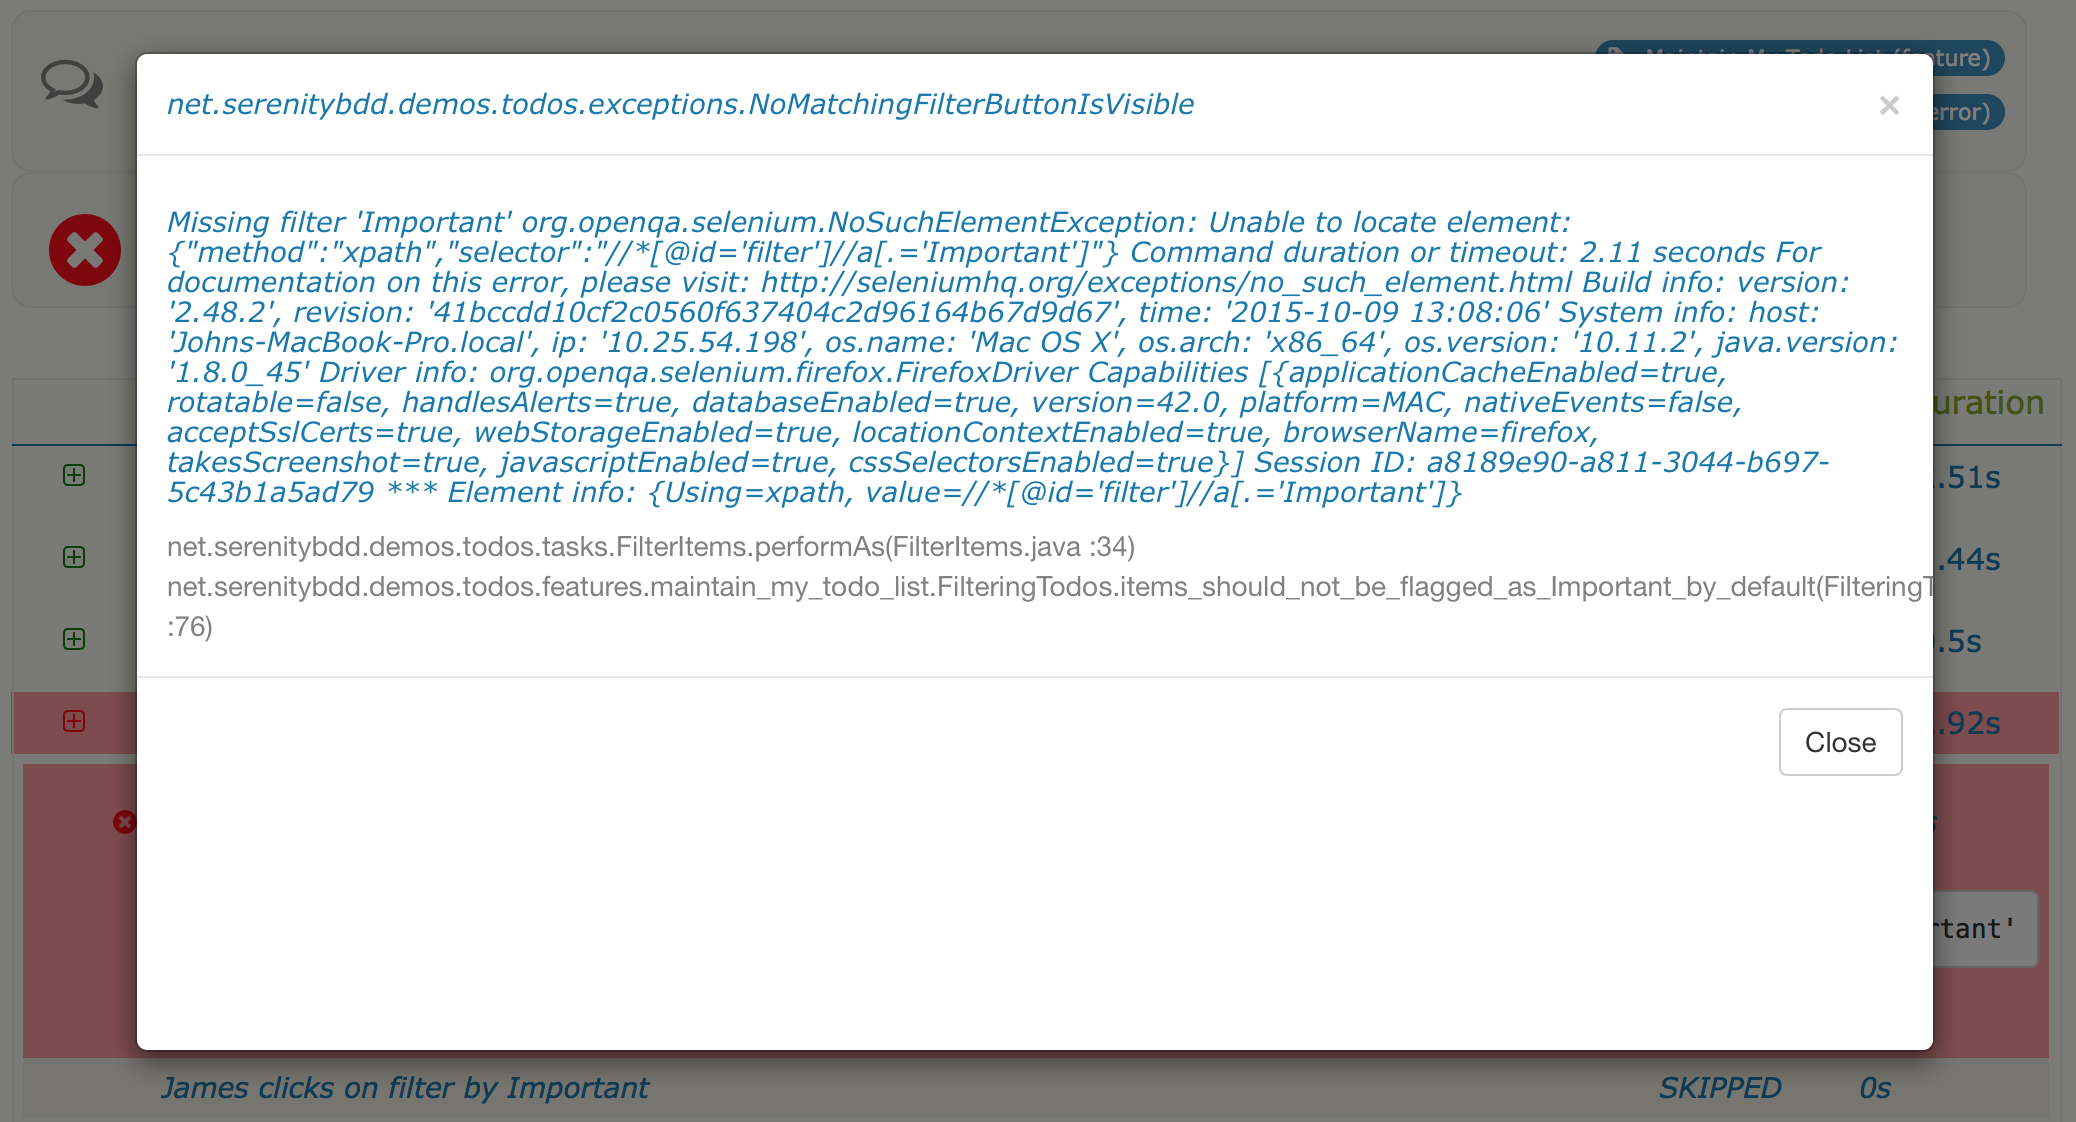 ture)
net.serenitybdd.demos.todos.exceptions.NoMatchingFilterButtonIsVisible
×
error)
Missing filter 'Important' org.openqa.selenium.NoSuchElementException: Unable to locate element:
{"method":"xpath","selector":"//*[@id='filter']//a[.='Important']"} Command duration or timeout: 2.11 seconds For
documentation on this error, please visit: http://seleniumhq.org/exceptions/no_such_element.html Build info: version:
'2.48.2', revision: '41bccdd10cf2c0560f637404c2d96164b67d9d67', time: '2015-10-09 13:08:06' System info: host:
'Johns-MacBook-Pro.local', ip: '10.25.54.198', os.name: 'Mac OS X', os.arch: 'x86_64', os.version: '10.11.2', java.version:
'1.8.0_45' Driver info: org.openqa.selenium.firefox.FirefoxDriver Capabilities [{applicationCacheEnabled=true,
rotatable=false, handlesAlerts=true, databaseEnabled=true, version=42.0, platform=MAC, nativeEvents=false,
acceptSslCerts=true, webStorageEnabled=true, locationContextEnabled=true, browserName=firefox,
takesScreenshot=true, javascriptEnabled=true, cssSelectorsEnabled=true}] Session ID: a8189e90-a811-3044-b697-
5c43b1a5ad79 *** Element info: {Using=xpath, value=//*[@id='filter']//a[.='Important']}
uration
.51s
net.serenitybdd.demos.todos.tasks.FilterItems.performAs(FilterItems.java :34)
.44s
net.serenitybdd.demos.todos.features.maintain_my_todo_list.FilteringTodos.items_should_not_be_flagged_as_Important_by_default(FilteringT
:76)
.5s
.92s
Close
rtant'
James clicks on filter by Important SKIPPED 0s